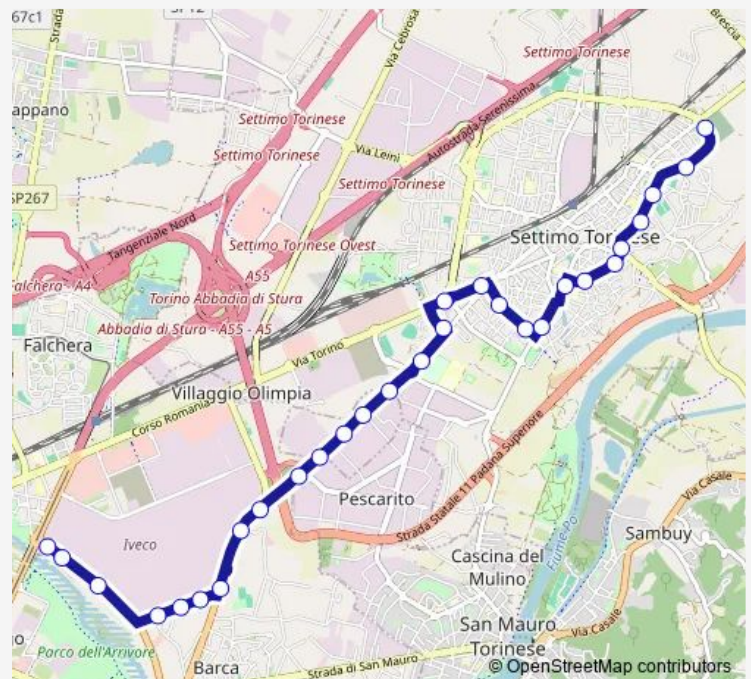 67c1
Strada
SP12
Via Cebrosa
Brescia
Settimo Torinese
appano
Settimo Torinese
Autostrada Serenissima
Via Leini
Settimo Torinese
SP267
Settimo Torinese
Tangenziale Nord
Settimo Torinese
Settimo Torinese Ovest
A55
Falchera - A4
Torino Abbadia di Stura
Abbadia di Stura - A55 - A5
Falchera
Via Torino
Villaggio Olimpia
Corso Romania
Strada Statale 11 Padana Superiore
Via Casale
Pescarito
Sambuy
Iveco
Fiume Po
Cascina del
Mulino
San Mauro
Torinese
Via Casale
Parco dell'Arrivore
Barca
Strada di San Mauro
© OpenStreetMap contributors